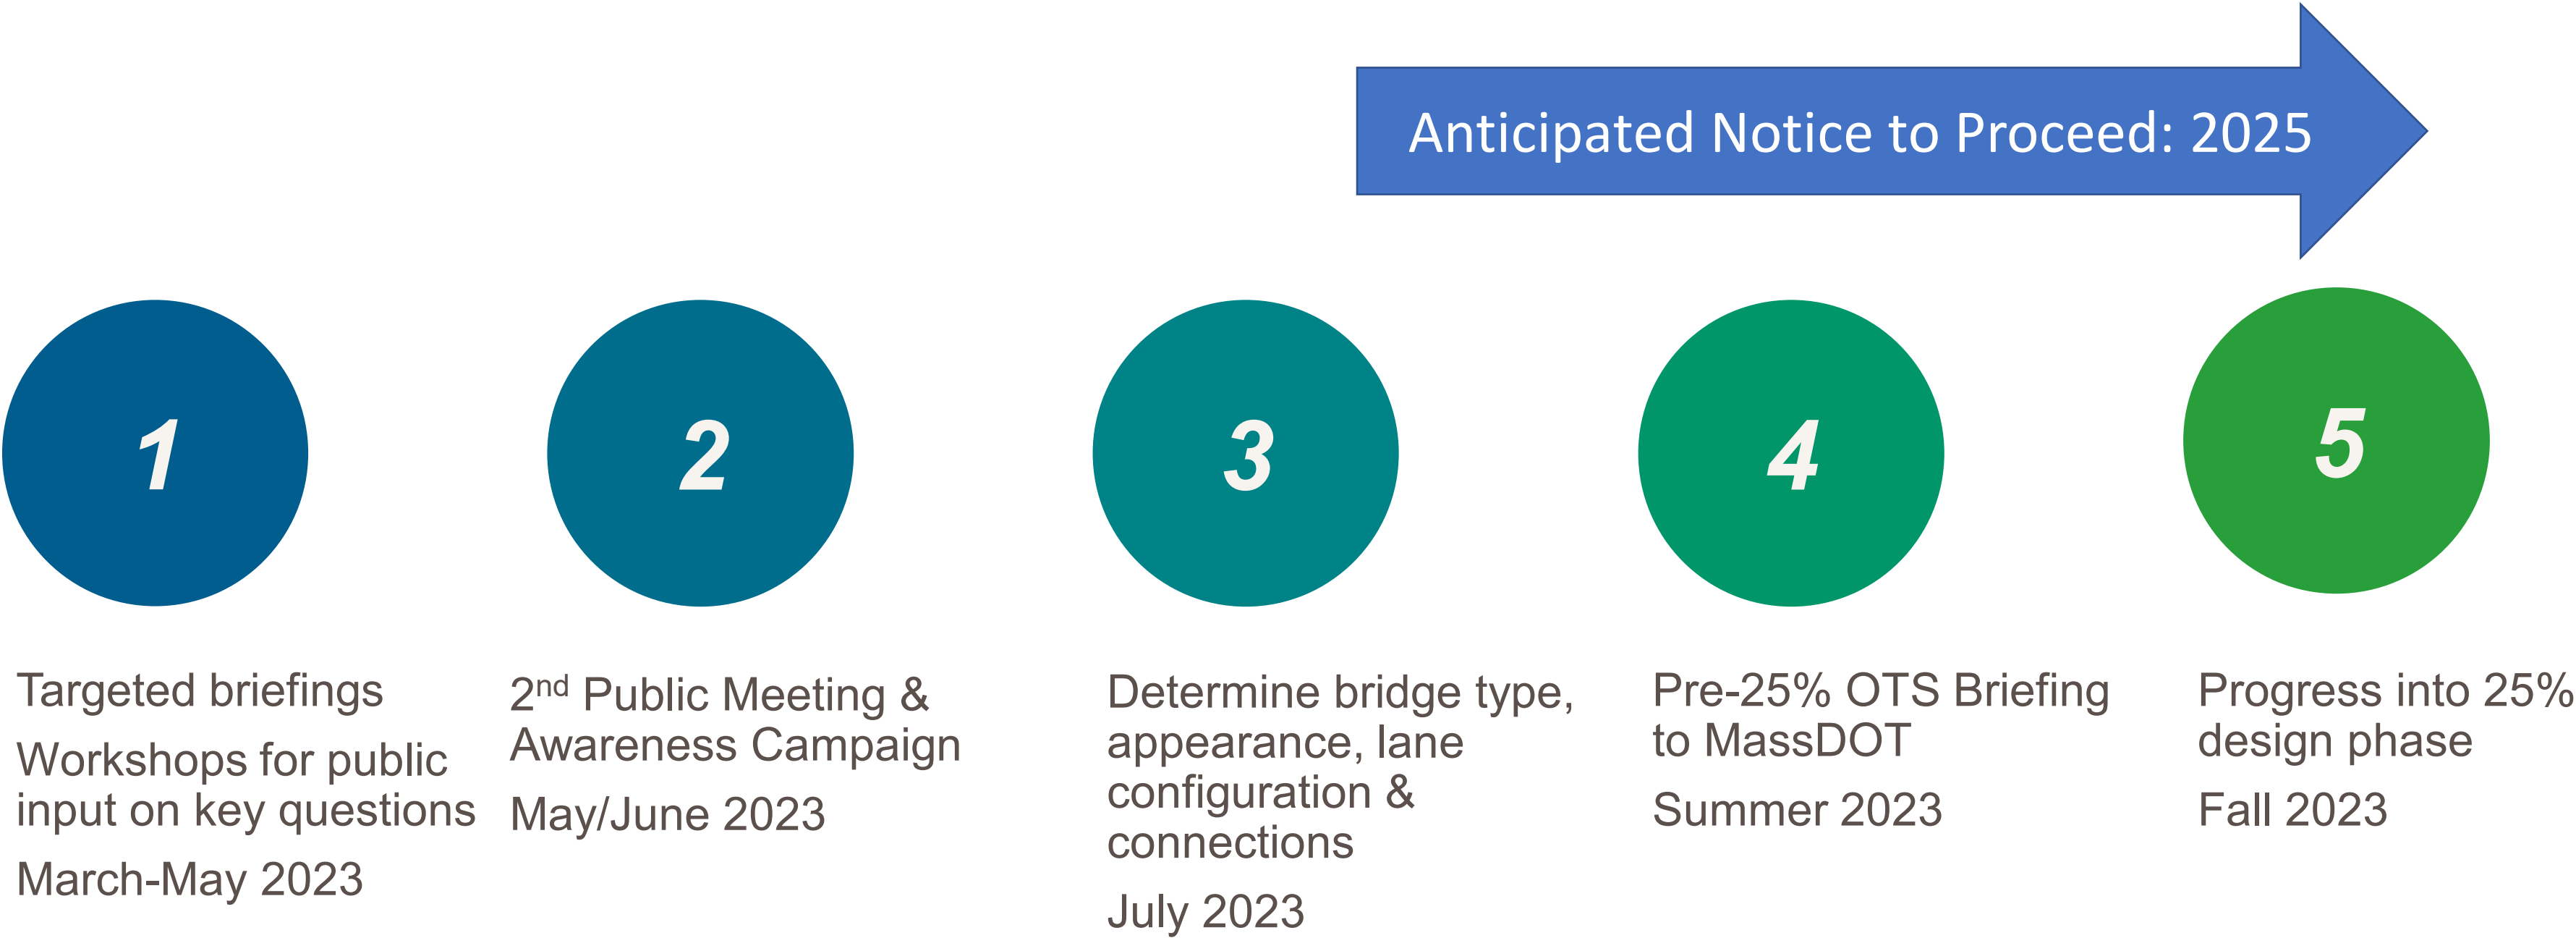 Anticipated Notice to Proceed: 2025
1
2
3
4
5
Targeted briefings
Workshops for public
input on key questions
March-May 2023
2nd Public Meeting &
Awareness Campaign
May/June 2023
Determine bridge type,
appearance, lane
configuration &
connections
July 2023
Pre-25% OTS Briefing
to MassDOT
Summer 2023
Progress into 25%
design phase
Fall 2023